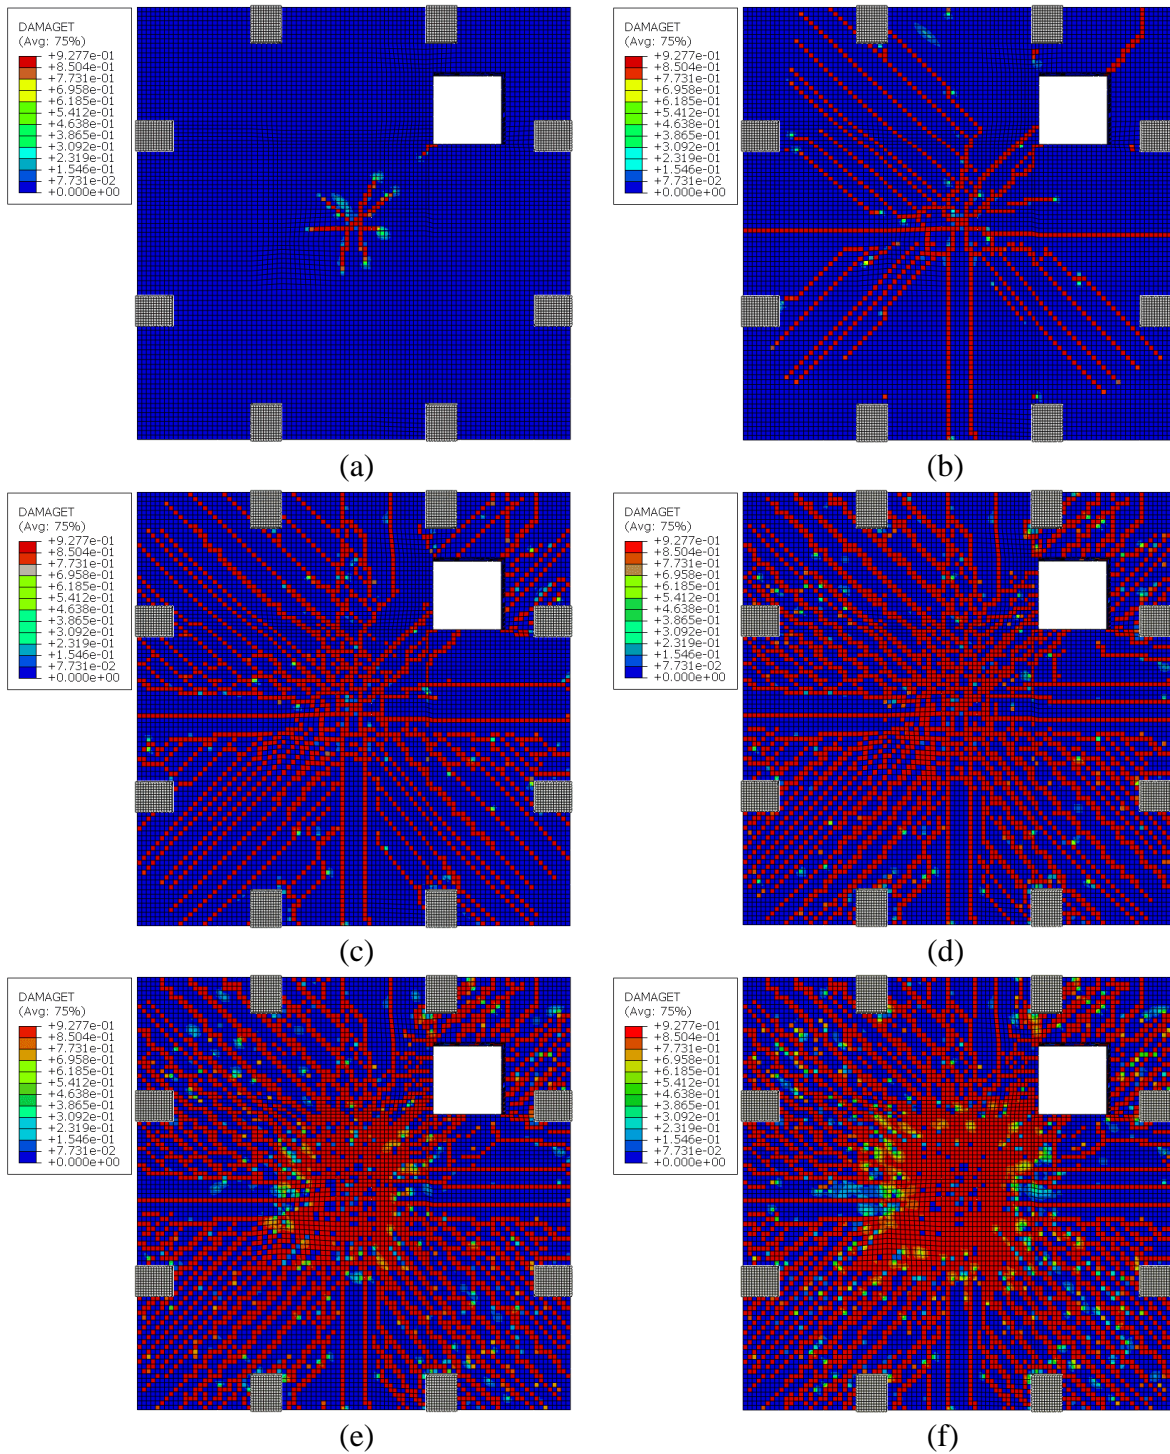 DAMAGET
(Avg: 75%)
+9.277e-01
+8.504e-01
+7.731e-01
+6.958e-01
+6.185e-01
+5.412e-01
+4.638e-01
+3.865e-01
+3.092e-01
+2.319e-01
+1.546e-01
+7.731e-02
+0.000e+00
(a)
DAMAGET
(Avg: 75%)
+9.277e-01
+8.504e-01
+7.731e-01
+6.958e-01
+6.185e-01
+5.412e-01
+4.638e-01
+3.865e-01
+3.092e-01
+2.319e-01
+1.546e-01
+7.731e-02
+0.000e+00
(b)
DAMAGET
(Avg: 75%)
+9.277e-01
+8.504e-01
+7.731e-01
+6.958e-01
+6.185e-01
+5.412e-01
+4.638e-01
+3.865e-01
+3.092e-01
+2.319e-01
+1.546e-01
+7.731e-02
+0.000e+00
(c)
DAMAGET
(Avg: 75%)
+9.277e-01
+8.504e-01
+7.731e-01
+6.958e-01
+6.185e-01
+5.412e-01
+4.638e-01
+3.865e-01
+3.092e-01
+2.319e-01
+1.546e-01
+7.731e-02
+0.000e+00
(d)
DAMAGET
(Avg: 75%)
+9.277e-01
+8.504e-01
+7.731e-01
+6.958e-01
+6.185e-01
+5.412e-01
+4.638e-01
+3.865e-01
+3.092e-01
+2.319e-01
+1.546e-01
+7.731e-02
+0.000e+00
(e)
DAMAGET
(Avg: 75%)
+9.277e-01
+8.504e-01
+7.731e-01
+6.958e-01
+6.185e-01
+5.412e-01
+4.638e-01
+3.865e-01
+3.092e-01
+2.319e-01
+1.546e-01
+7.731e-02
+0.000e+00
(f)